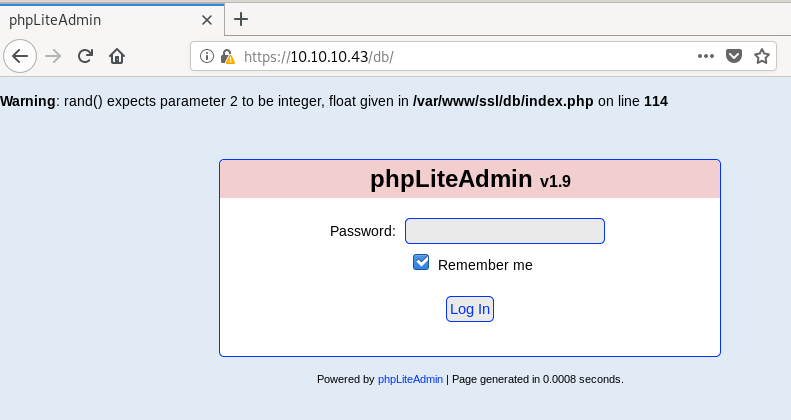 phpLiteAdmin
https://10.10.10.43/db/
Warning: rand() expects parameter 2 to be integer, float given in /var/www/ssl/db/index.php on line 114
phpLiteAdmin v1.9
Password:
Remember me
Log In
Powered by phpLiteAdmin | Page generated in 0.0008 seconds.